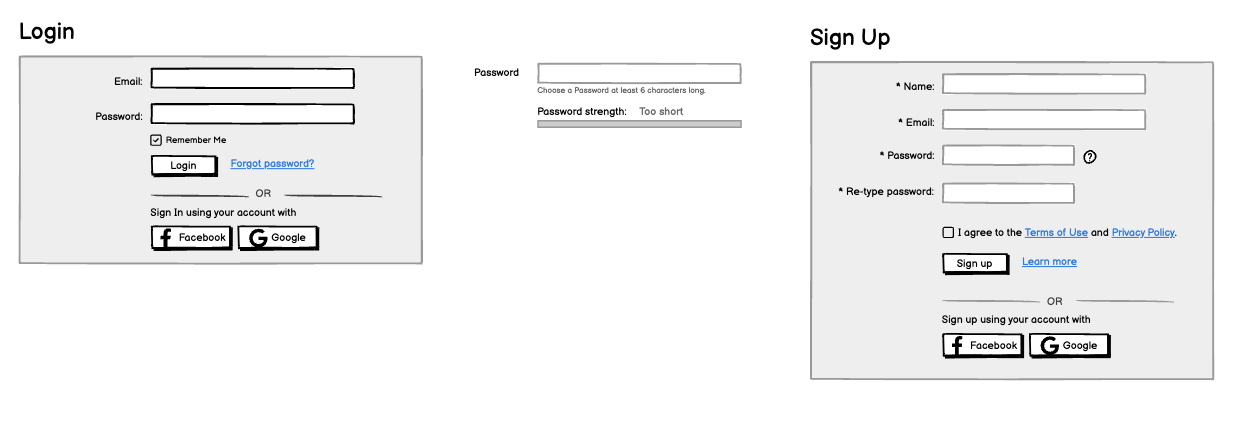 Login
Email:
Password:
Remember Me
Login Forgot password?
OR
Sign In using your account with
Facebook Google
Password
Choose a Password at least 6 characters long.
Password strength: Too short
Sign Up
* Name:
* Email:
* Password: ?
* Re-type password:
I agree to the Terms of Use and Privacy Policy.
Sign up Learn more
OR
Sign up using your account with
Facebook Google